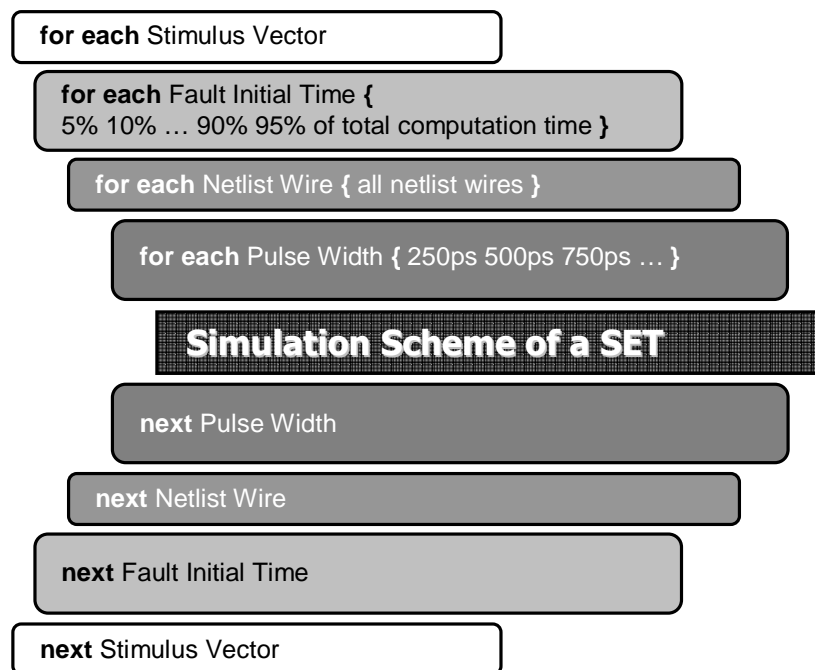 for each Stimulus Vector
for each Fault Initial Time {
5% 10% … 90% 95% of total computation time }
for each Netlist Wire { all netlist wires }
for each Pulse Width { 250ps 500ps 750ps … }
Simulation Scheme of a SET
next Pulse Width
next Netlist Wire
next Fault Initial Time
next Stimulus Vector